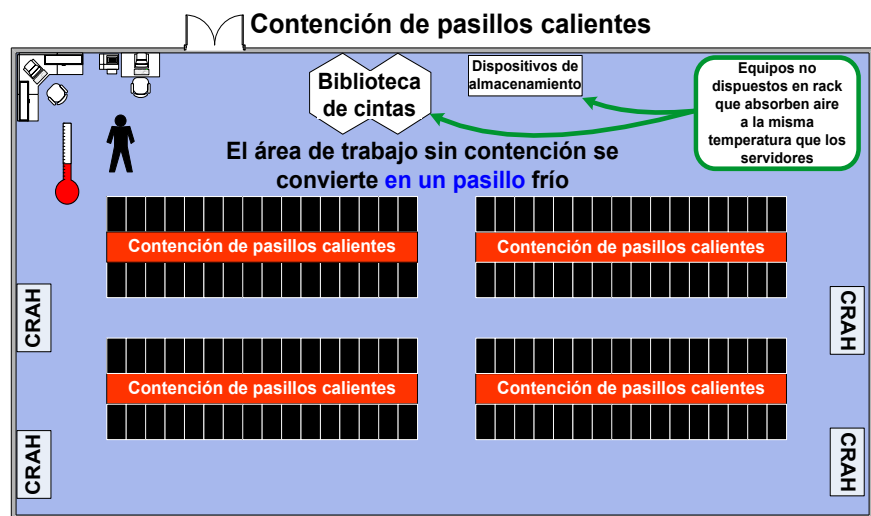 Contención de pasillos calientes
Biblioteca
de cintas
Dispositivos de
almacenamiento
Equipos no
dispuestos en rack
que absorben aire
a la misma
temperatura que los
servidores
El área de trabajo sin contención se
convierte en un pasillo frío
Contención de pasillos calientes
Contención de pasillos calientes
CRAH
CRAH
Contención de pasillos calientes
Contención de pasillos calientes
CRAH
CRAH